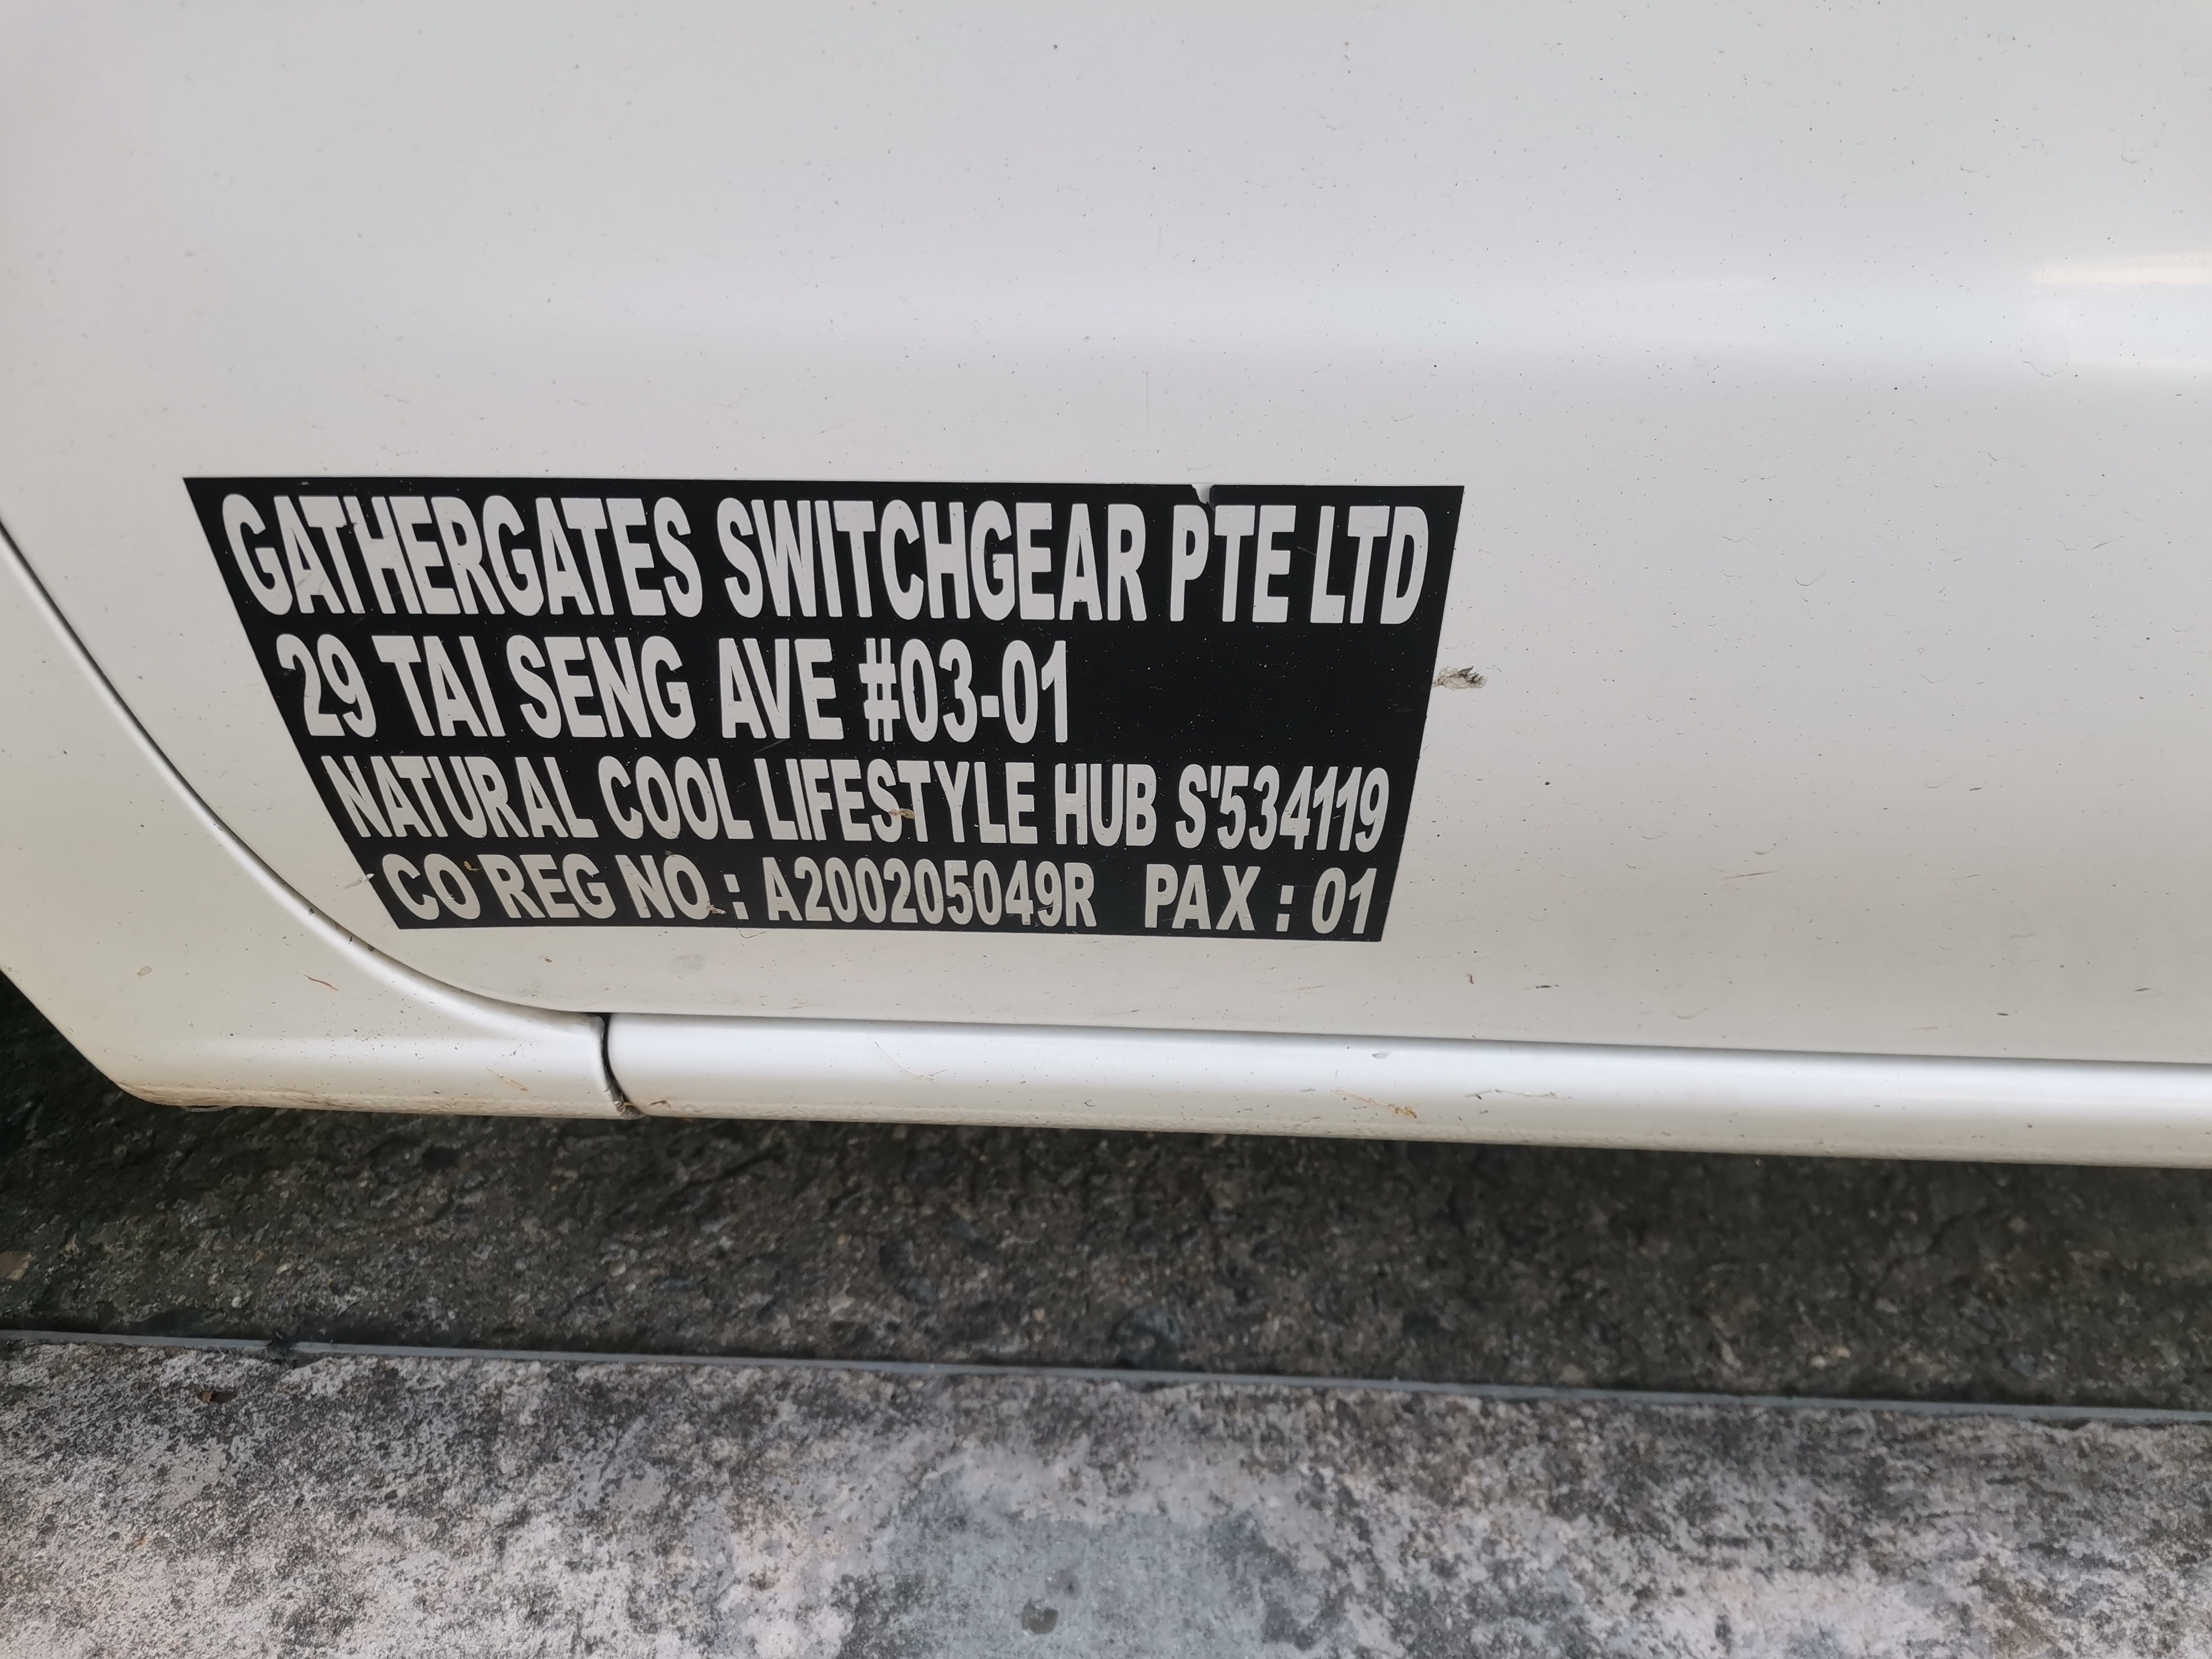 GATHERGATES SWITCHGEAR PTE LTD
29 TAI SENG AVE #03-01
NATURAL COOL LIFESTYLE HUB S'534119
CO REG NO : A200205049R PAX : 01